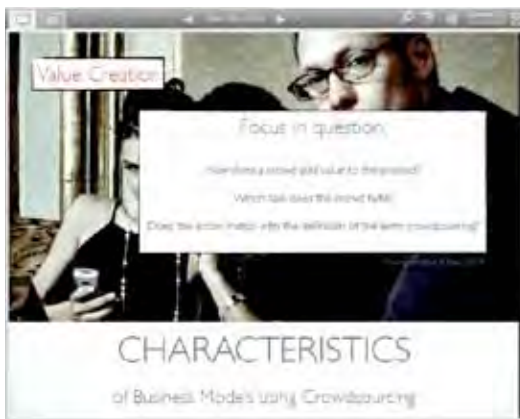 Value Creation
Focus in question:
How does a crowd add value to the product?
Which task does the crowd fulfill?
Does the action match with the definition of the term crowdsourcing?
CHARACTERISTICS
of Business Models using Crowdsourcing